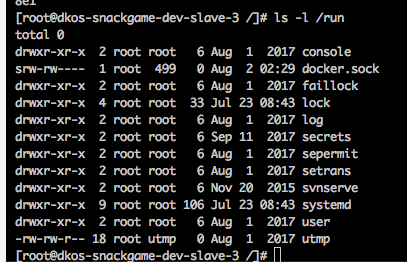 [root@dkos-snackgame-dev-slave-3 /]# ls -l /run
total 0
drwxr-xr-x 2 root root 6 Aug 1 2017 console
srw-rw---- 1 root 499 0 Aug 2 02:29 docker.sock
drwxr-xr-x 2 root root 6 Aug 1 2017 faillock
drwxr-xr-x 4 root root 33 Jul 23 08:43 lock
drwxr-xr-x 2 root root 6 Aug 1 2017 log
drwxr-xr-x 2 root root 6 Sep 11 2017 secrets
drwxr-xr-x 2 root root 6 Aug 1 2017 sepermit
drwxr-xr-x 2 root root 6 Aug 1 2017 setrans
drwxr-xr-x 2 root root 6 Nov 20 2015 svnserve
drwxr-xr-x 9 root root 106 Jul 23 08:43 systemd
drwxr-xr-x 2 root root 6 Aug 1 2017 user
-rw-rw-r-- 18 root utmp 0 Aug 1 2017 utmp
[root@dkos-snackgame-dev-slave-3 /]#